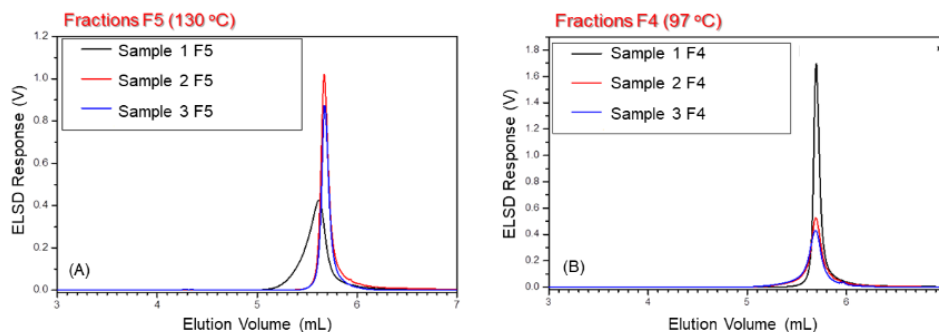 Fractions F5 (130 °C)
Sample 1 F5
Sample 2 F5
Sample 3 F5
ELSD Response (V)
1.2
1.0
0.8
0.6
0.4
0.2
0.0
(A)
3 4 5 6 7
Elution Volume (mL)
Fractions F4 (97 °C)
Sample 1 F4
Sample 2 F4
Sample 3 F4
ELSD Response (V)
1.8
1.6
1.4
1.2
1.0
0.8
0.6
0.4
0.2
0.0
(B)
3 4 5 6
Elution Volume (mL)